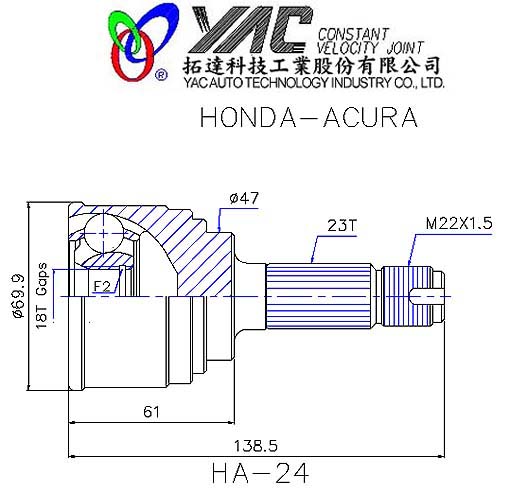 YAC CONSTANT
VELOCITY JOINT
®
拓達科技工業股份有限公司
YAC AUTO TECHNOLOGY INDUSTRY CO., LTD.
HONDA-ACURA
ø47
23T
M22X1.5
ø69.9
18T Gaps
F2
61
138.5
HA-24